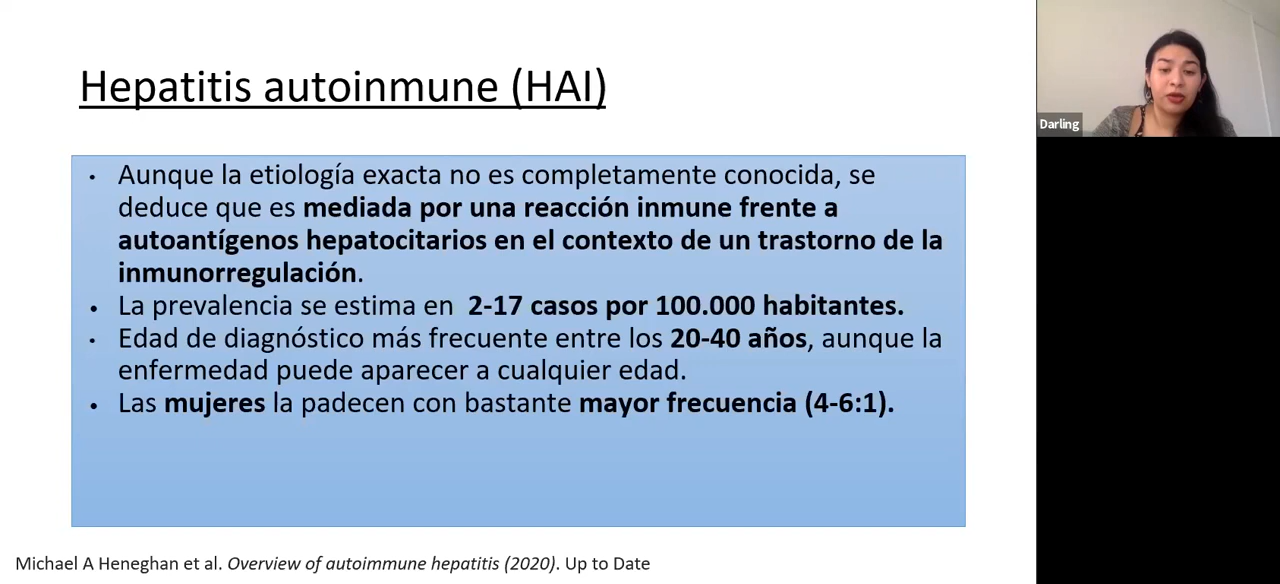 Hepatitis autoinmune (HAI)
• Aunque la etiología exacta no es completamente conocida, se
deduce que es mediada por una reacción inmune frente a
autoantígenos hepatocitarios en el contexto de un trastorno de la
inmunorregulación.
• La prevalencia se estima en 2-17 casos por 100.000 habitantes.
• Edad de diagnóstico más frecuente entre los 20-40 años, aunque la
enfermedad puede aparecer a cualquier edad.
• Las mujeres la padecen con bastante mayor frecuencia (4-6:1).
Michael A Heneghan et al. Overview of autoimmune hepatitis (2020). Up to Date
Darling